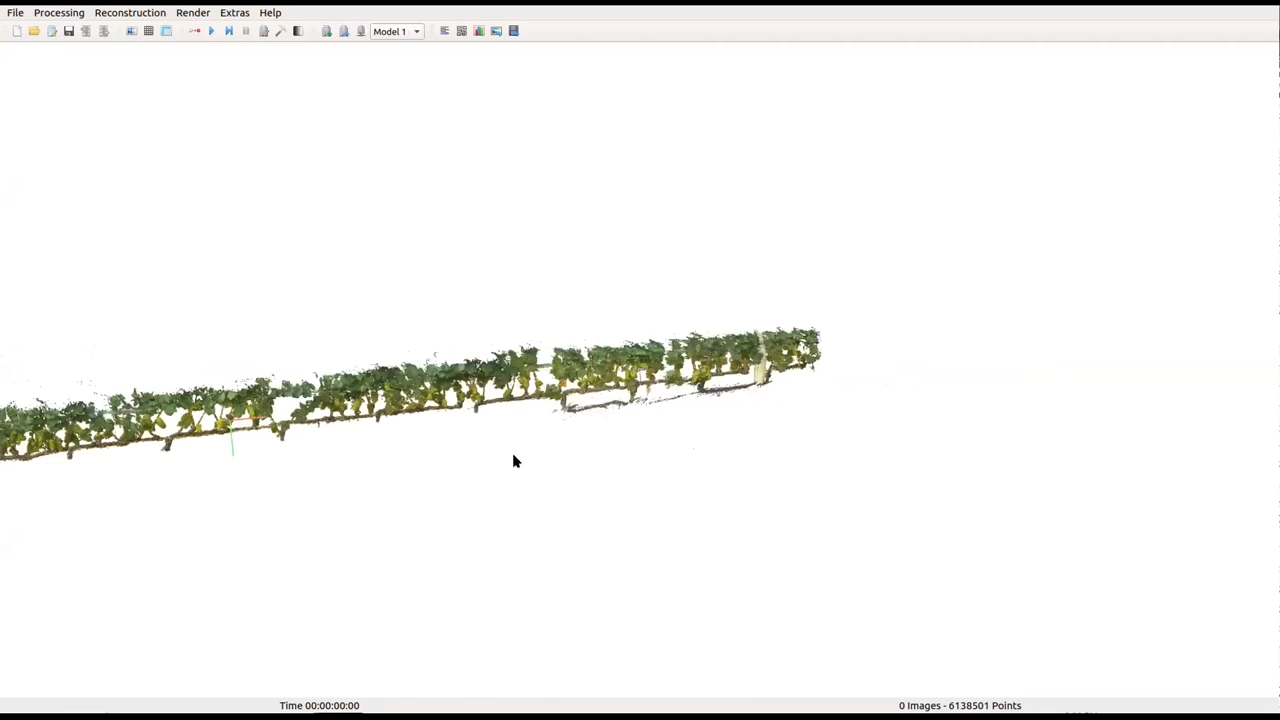 File Processing Reconstruction Render Extras Help
Model 1
Time 00:00:00:00 0 Images - 6138501 Points